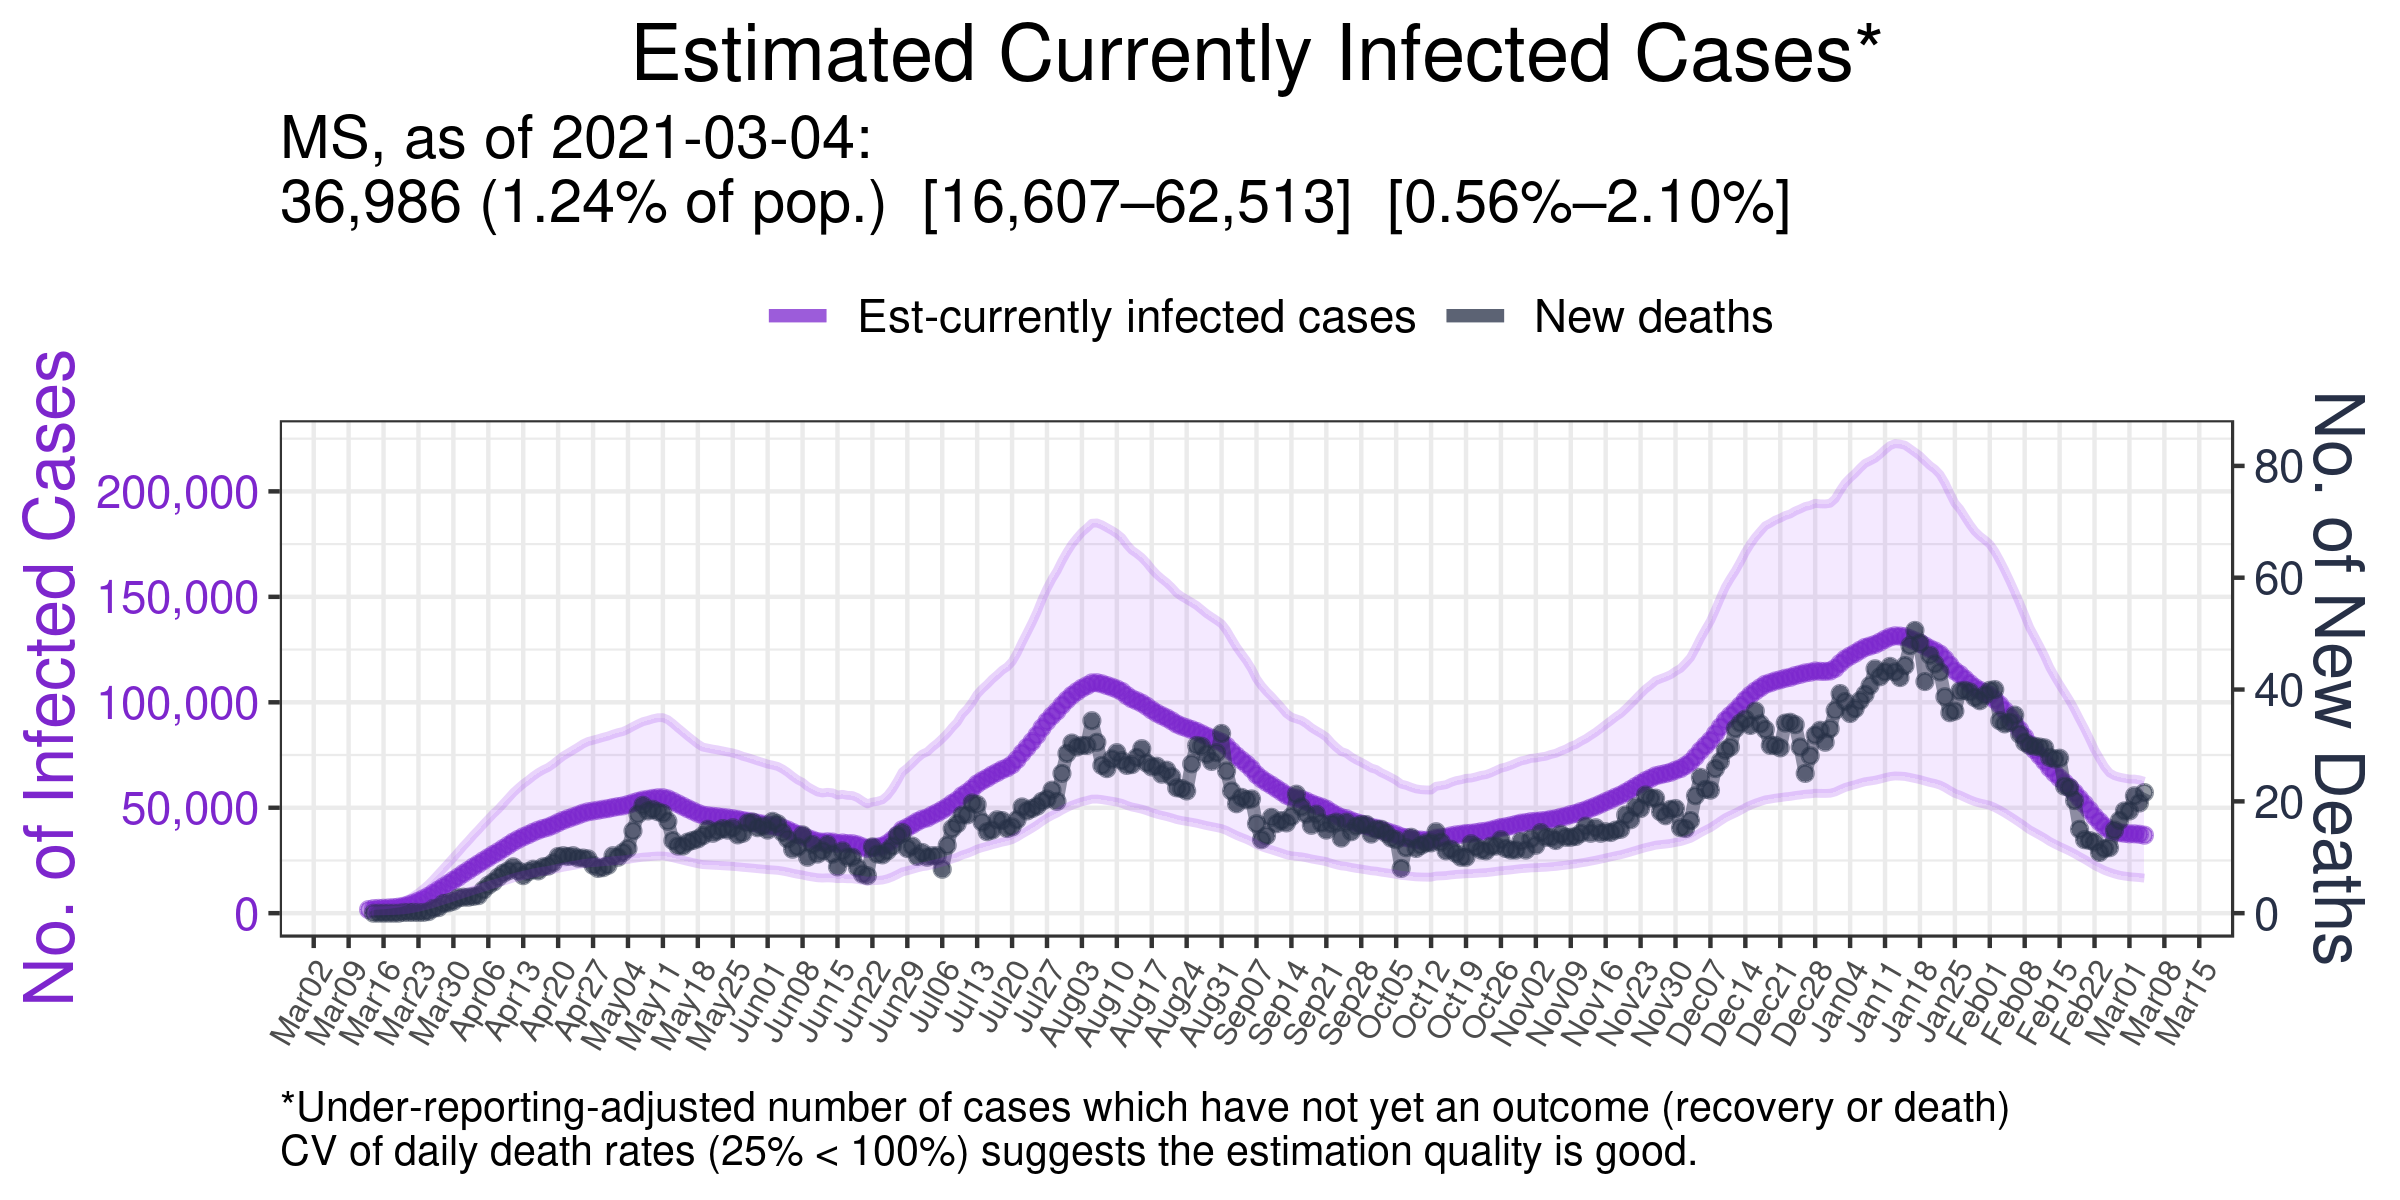 Estimated Currently Infected Cases*
MS, as of 2021-03-04:
36,986 (1.24% of pop.) [16,607–62,513] [0.56%–2.10%]
Est-currently infected cases
New deaths
No. of Infected Cases
200,000
150,000
100,000
50,000
0
80
60
40
20
0
No. of New Deaths
Mar02
Mar09
Mar16
Mar23
Mar30
Apr06
Apr13
Apr20
Apr27
May04
May11
May18
May25
Jun01
Jun08
Jun15
Jun22
Jun29
Jul06
Jul13
Jul20
Jul27
Aug03
Aug10
Aug17
Aug24
Aug31
Sep07
Sep14
Sep21
Sep28
Oct05
Oct12
Oct19
Oct26
Nov02
Nov09
Nov16
Nov23
Nov30
Dec07
Dec14
Dec21
Dec28
Jan04
Jan11
Jan18
Jan25
Feb01
Feb08
Feb15
Feb22
Mar01
Mar08
Mar15
*Under-reporting-adjusted number of cases which have not yet an outcome (recovery or death)
CV of daily death rates (25% < 100%) suggests the estimation quality is good.